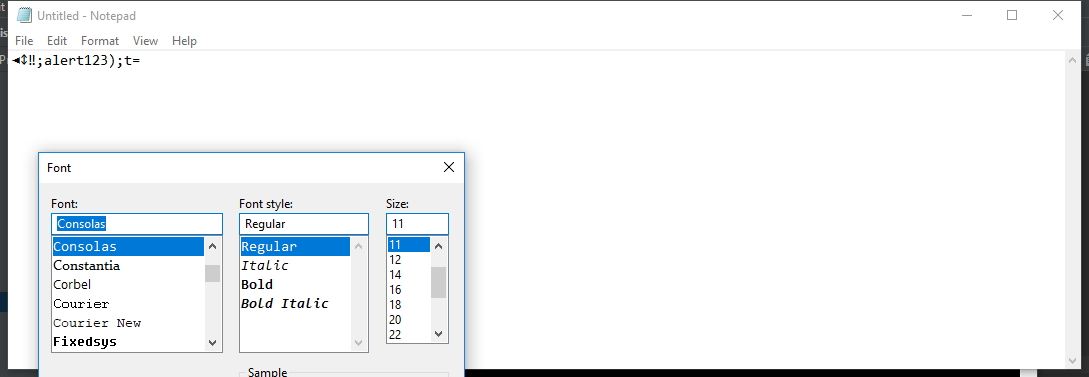 Untitled - Notepad
File Edit Format View Help
◄↕‼;alert123);t=
Font
Font: Font style: Size:
Consolas Regular 11
Consolas Regular 11
Constantia Italic 12
Corbel Bold 14
Courier Bold Italic 16
Courier New 18
Fixedsys 20
22
Sample